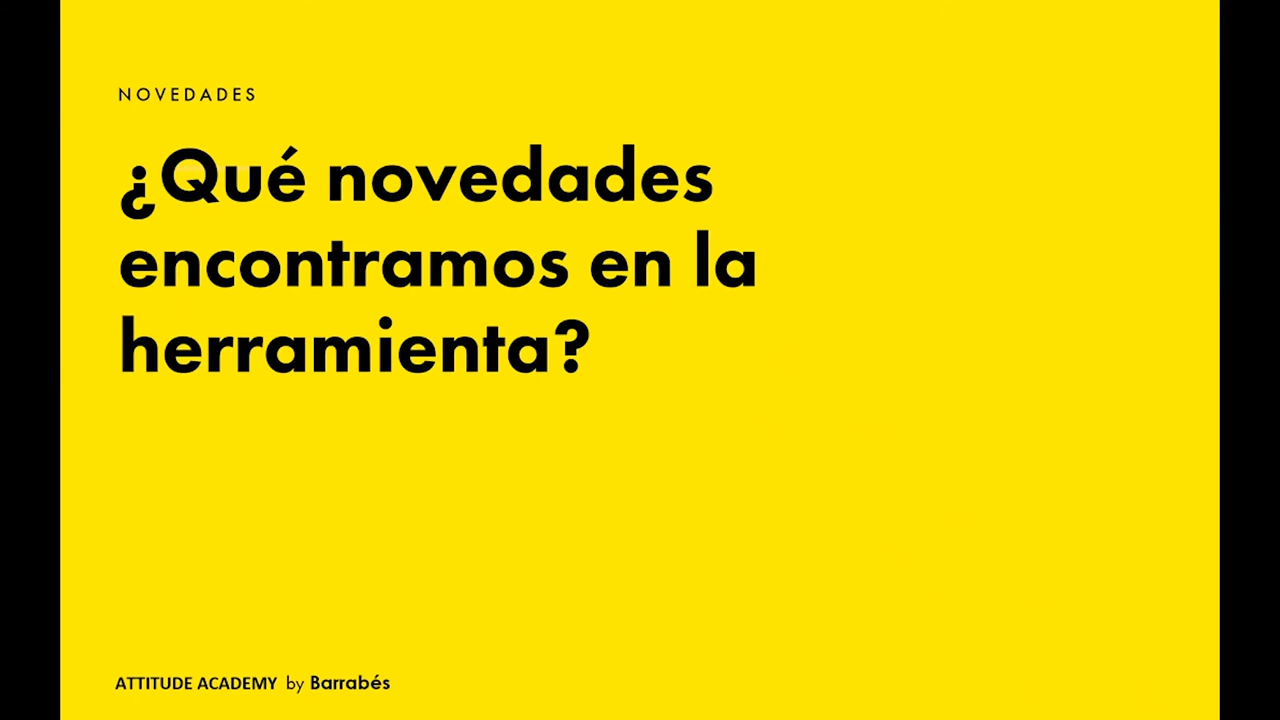 NOVEDADES
¿Qué novedades
encontramos en la
herramienta?
ATTITUDE ACADEMY by Barrabés